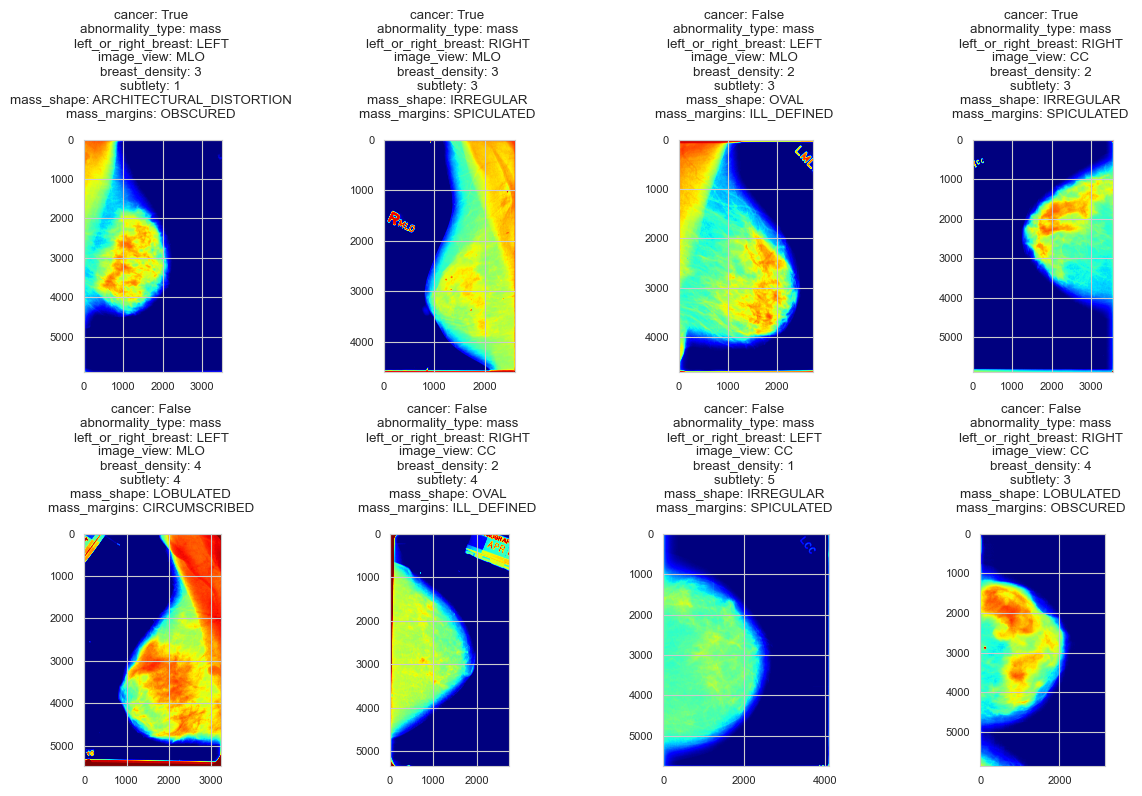 cancer: True
abnormality_type: mass
left_or_right_breast: LEFT
image_view: MLO
breast_density: 3
subtlety: 1
mass_shape: ARCHITECTURAL_DISTORTION
mass_margins: OBSCURED
0
1000
2000
3000
4000
5000
0 1000 2000 3000
cancer: True
abnormality_type: mass
left_or_right_breast: RIGHT
image_view: MLO
breast_density: 3
subtlety: 3
mass_shape: IRREGULAR
mass_margins: SPICULATED
0
1000
2000
3000
4000
0 1000 2000
cancer: False
abnormality_type: mass
left_or_right_breast: LEFT
image_view: MLO
breast_density: 2
subtlety: 3
mass_shape: OVAL
mass_margins: ILL_DEFINED
0
1000
2000
3000
4000
0 1000 2000
cancer: True
abnormality_type: mass
left_or_right_breast: RIGHT
image_view: CC
breast_density: 2
subtlety: 3
mass_shape: IRREGULAR
mass_margins: SPICULATED
0
1000
2000
3000
4000
5000
0 1000 2000 3000
cancer: False
abnormality_type: mass
left_or_right_breast: LEFT
image_view: MLO
breast_density: 4
subtlety: 4
mass_shape: LOBULATED
mass_margins: CIRCUMSCRIBED
0
1000
2000
3000
4000
5000
0 1000 2000 3000
cancer: False
abnormality_type: mass
left_or_right_breast: RIGHT
image_view: CC
breast_density: 2
subtlety: 4
mass_shape: OVAL
mass_margins: ILL_DEFINED
0
1000
2000
3000
4000
5000
0 1000 2000
cancer: False
abnormality_type: mass
left_or_right_breast: LEFT
image_view: CC
breast_density: 1
subtlety: 5
mass_shape: IRREGULAR
mass_margins: SPICULATED
0
1000
2000
3000
4000
5000
0 2000 4000
LCC
cancer: False
abnormality_type: mass
left_or_right_breast: RIGHT
image_view: CC
breast_density: 4
subtlety: 3
mass_shape: LOBULATED
mass_margins: OBSCURED
0
1000
2000
3000
4000
5000
0 2000